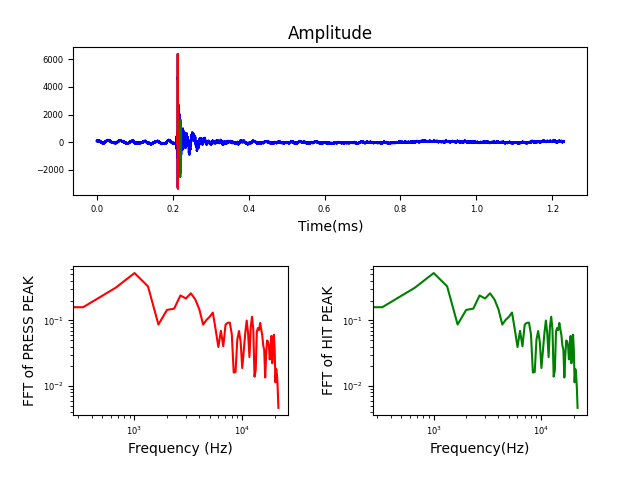 Amplitude
6000
4000
2000
0
−2000
0.0 0.2 0.4 0.6 0.8 1.0 1.2
Time(ms)
FFT of PRESS PEAK
10⁻¹
10⁻²
10³ 10⁴
Frequency (Hz)
FFT of HIT PEAK
10⁻¹
10⁻²
10³ 10⁴
Frequency(Hz)